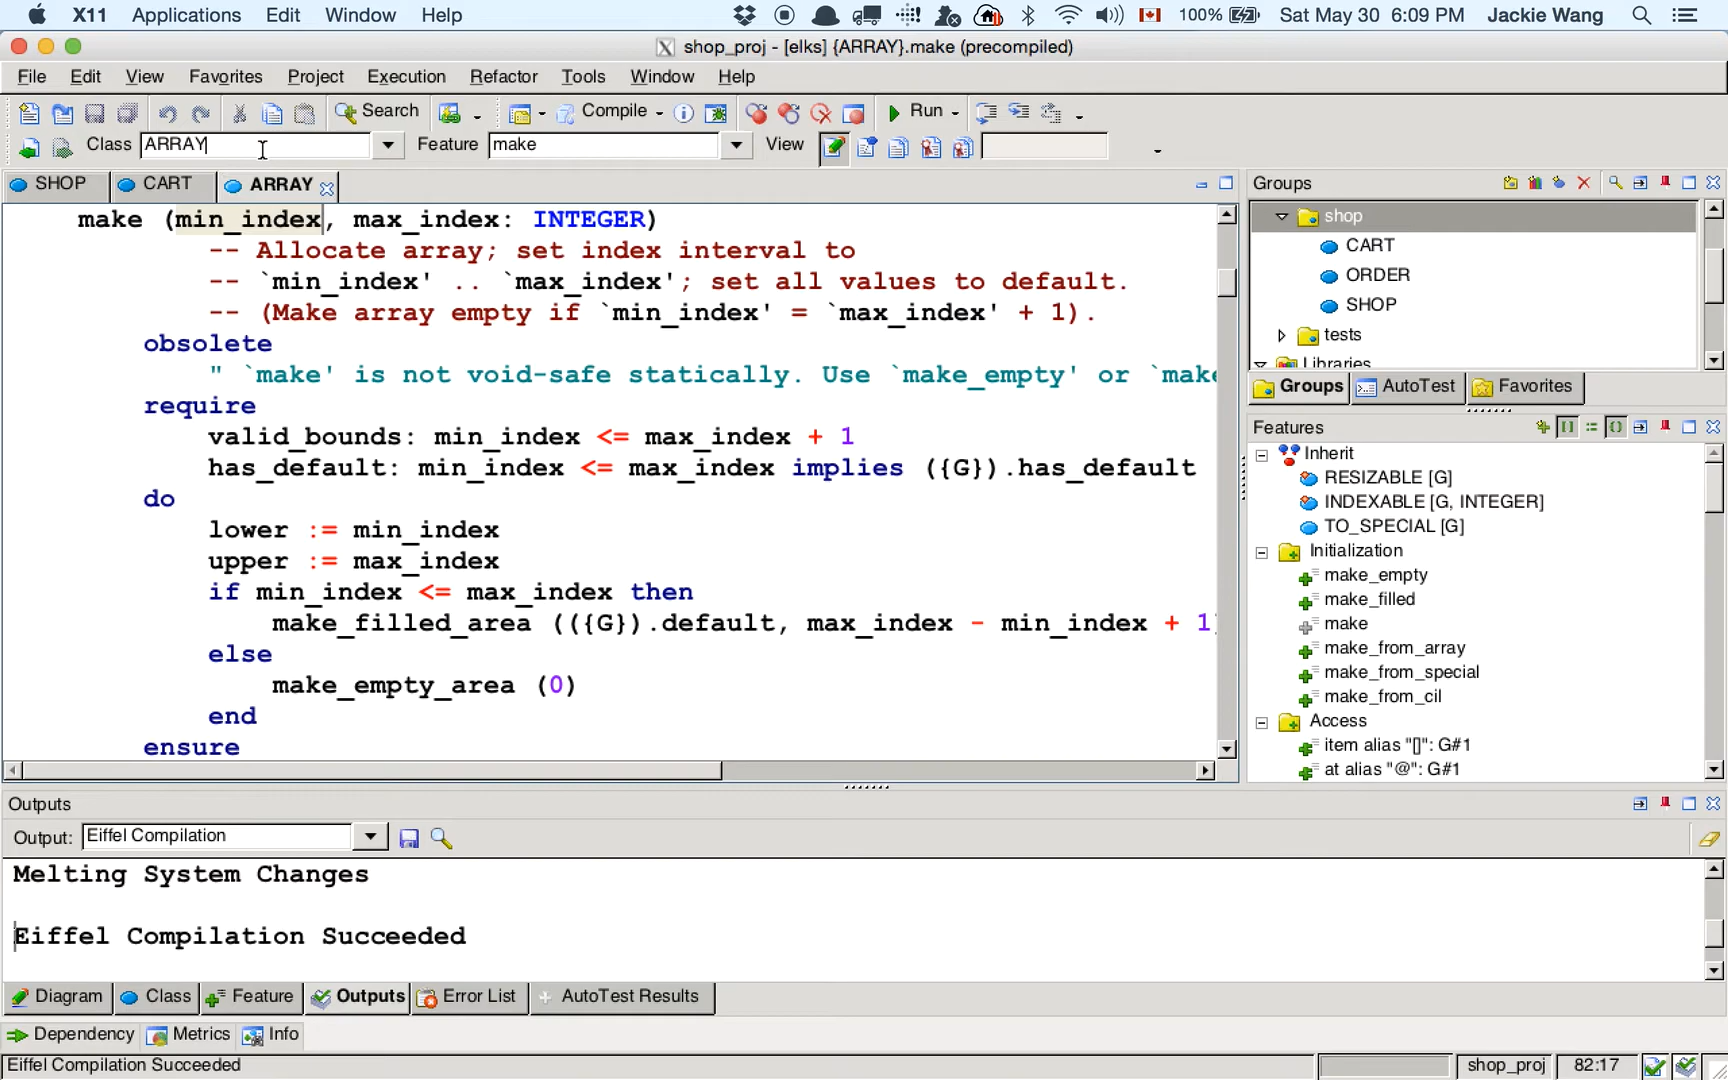 X11 Applications Edit Window Help 100% Sat May 30 6:09 PM Jackie Wang
shop_proj - [elks] {ARRAY}.make (precompiled)
File Edit View Favorites Project Execution Refactor Tools Window Help
Search Compile Run
Class ARRAY Feature make View
SHOP CART ARRAY
make (min_index, max_index: INTEGER)
-- Allocate array; set index interval to
-- `min_index' .. `max_index'; set all values to default.
-- (Make array empty if `min_index' = `max_index' + 1).
obsolete
" `make' is not void-safe statically. Use `make_empty' or `make
require
valid_bounds: min_index <= max_index + 1
has_default: min_index <= max_index implies ({G}).has_default
do
lower := min_index
upper := max_index
if min_index <= max_index then
make_filled_area (({G}).default, max_index - min_index + 1)
else
make_empty_area (0)
end
ensure
Groups
shop
CART
ORDER
SHOP
tests
Libraries
Groups AutoTest Favorites
Features
Inherit
RESIZABLE [G]
INDEXABLE [G, INTEGER]
TO_SPECIAL [G]
Initialization
make_empty
make_filled
make
make_from_array
make_from_special
make_from_cil
Access
item alias "[]": G#1
at alias "@": G#1
Outputs
Output: Eiffel Compilation
Melting System Changes
Eiffel Compilation Succeeded
Diagram Class Feature Outputs Error List AutoTest Results
Dependency Metrics Info
Eiffel Compilation Succeeded shop_proj 82:17